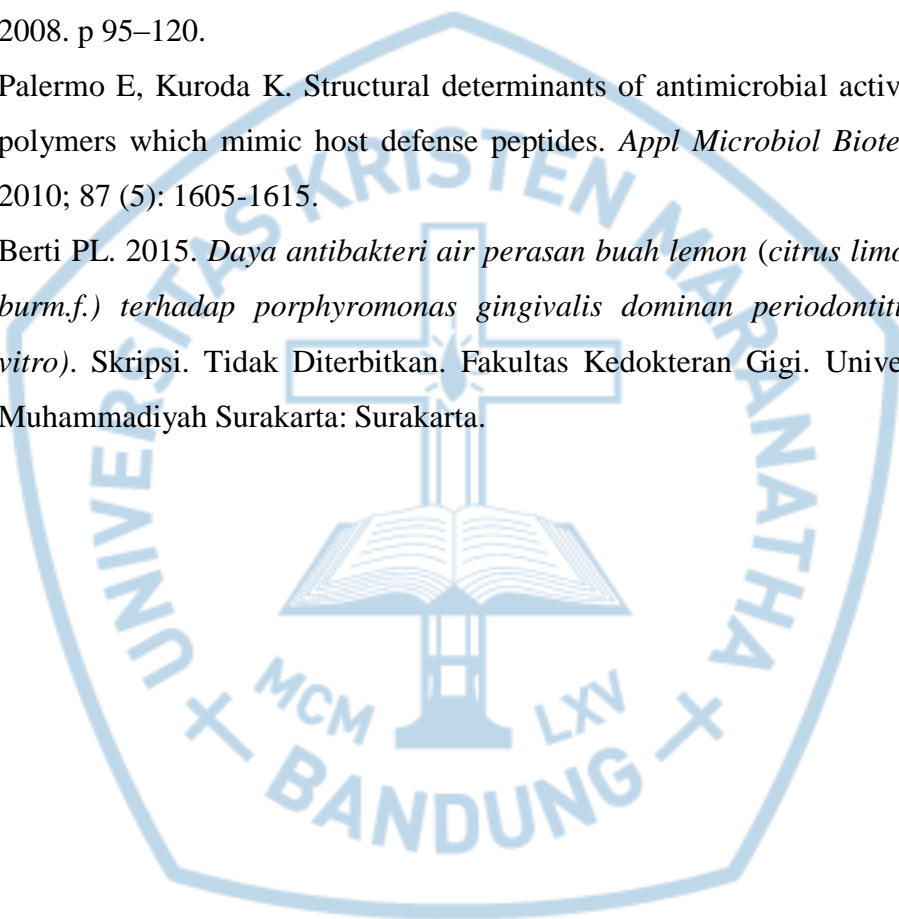 2008. p 95–120.
Palermo E, Kuroda K. Structural determinants of antimicrobial activ
polymers which mimic host defense peptides. Appl Microbiol Biote
2010; 87 (5): 1605-1615.
Berti PL. 2015. Daya antibakteri air perasan buah lemon (citrus limo
burm.f.) terhadap porphyromonas gingivalis dominan periodontit
vitro). Skripsi. Tidak Diterbitkan. Fakultas Kedokteran Gigi. Unive
Muhammadiyah Surakarta: Surakarta.
UNIVERSITAS KRISTEN MARANATHA
MCM LXV
BANDUNG